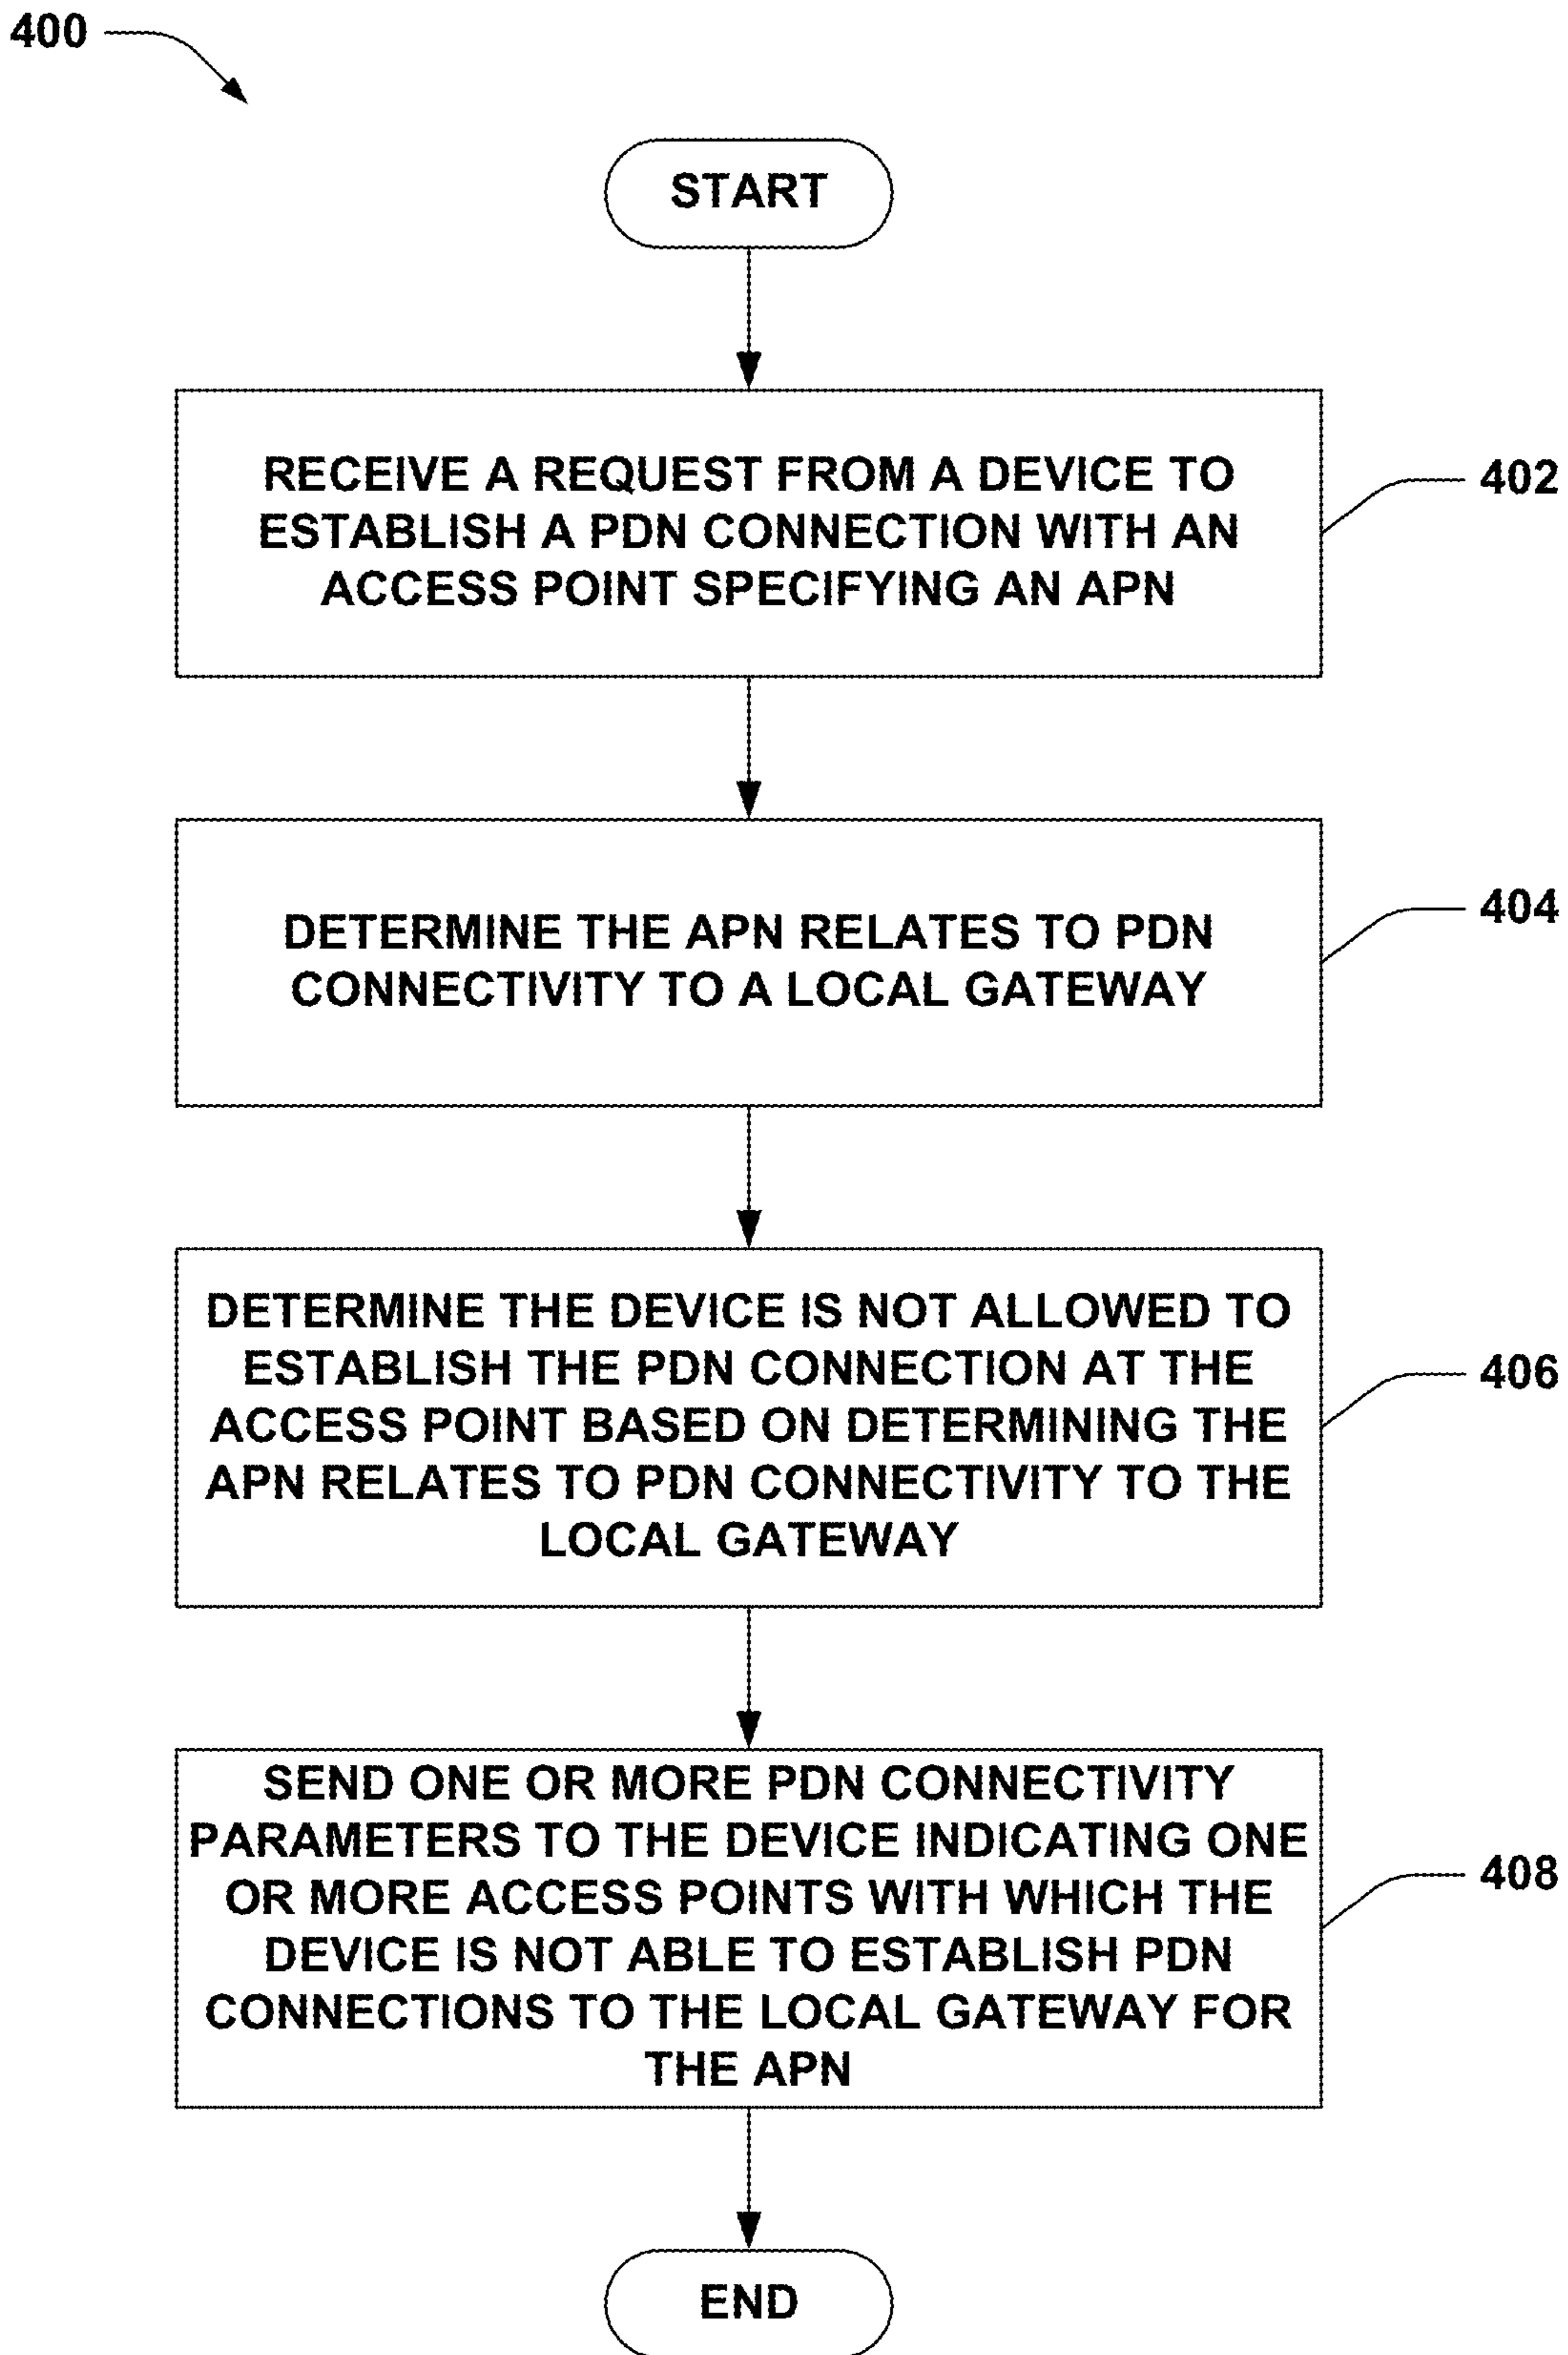 400
START
RECEIVE A REQUEST FROM A DEVICE TO
ESTABLISH A PDN CONNECTION WITH AN
ACCESS POINT SPECIFYING AN APN
402
DETERMINE THE APN RELATES TO PDN
CONNECTIVITY TO A LOCAL GATEWAY
404
DETERMINE THE DEVICE IS NOT ALLOWED TO
ESTABLISH THE PDN CONNECTION AT THE
ACCESS POINT BASED ON DETERMINING THE
APN RELATES TO PDN CONNECTIVITY TO THE
LOCAL GATEWAY
406
SEND ONE OR MORE PDN CONNECTIVITY
PARAMETERS TO THE DEVICE INDICATING ONE
OR MORE ACCESS POINTS WITH WHICH THE
DEVICE IS NOT ABLE TO ESTABLISH PDN
CONNECTIONS TO THE LOCAL GATEWAY FOR
THE APN
408
END